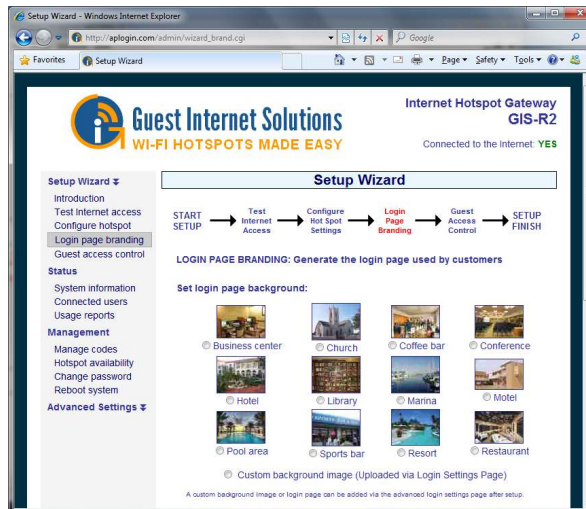 Setup Wizard - Windows Internet Explorer
http://aplogin.com/admin/wizard_brand.cgi
Google
Favorites
Setup Wizard
Page
Safety
Tools
Guest Internet Solutions
WI-FI HOTSPOTS MADE EASY
Internet Hotspot Gateway
GIS-R2
Connected to the Internet: YES
Setup Wizard
Introduction
Test Internet access
Configure hotspot
Login page branding
Guest access control
Status
System information
Connected users
Usage reports
Management
Manage codes
Hotspot availability
Change password
Reboot system
Advanced Settings
Setup Wizard
START
SETUP
Test
Internet
Access
Configure
Hot Spot
Settings
Login
Page
Branding
Guest
Access
Control
SETUP
FINISH
LOGIN PAGE BRANDING: Generate the login page used by customers
Set login page background:
Business center
Church
Coffee bar
Conference
Hotel
Library
Marina
Motel
Pool area
Sports bar
Resort
Restaurant
Custom background image (Uploaded via Login Settings Page)
A custom background image or login page can be added via the advanced login settings page after setup.